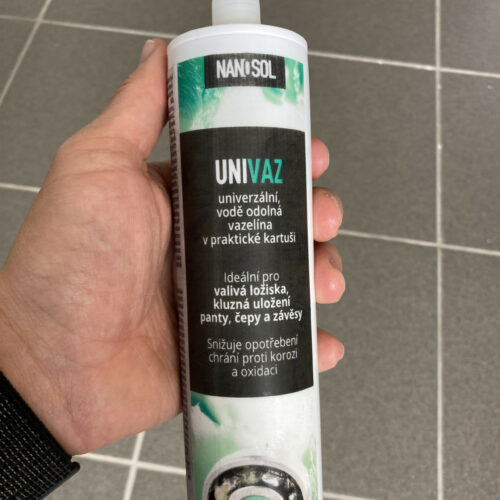 NANOSOL
UNIVAZ
univerzální,
vodě odolná
vazelína
v praktické kartuši
Ideální pro
valivá ložiska,
kluzná uložení
panty, čepy a závěsy
Snižuje opotřebení
chrání proti korozi
a oxidaci